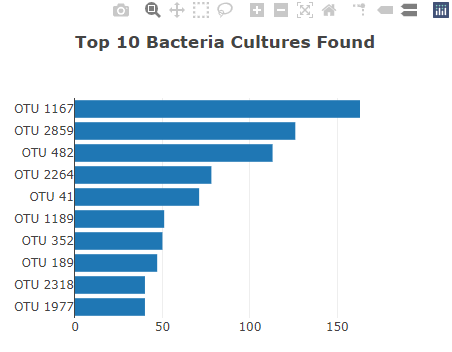 Top 10 Bacteria Cultures Found
OTU 1167
OTU 2859
OTU 482
OTU 2264
OTU 41
OTU 1189
OTU 352
OTU 189
OTU 2318
OTU 1977
0 50 100 150